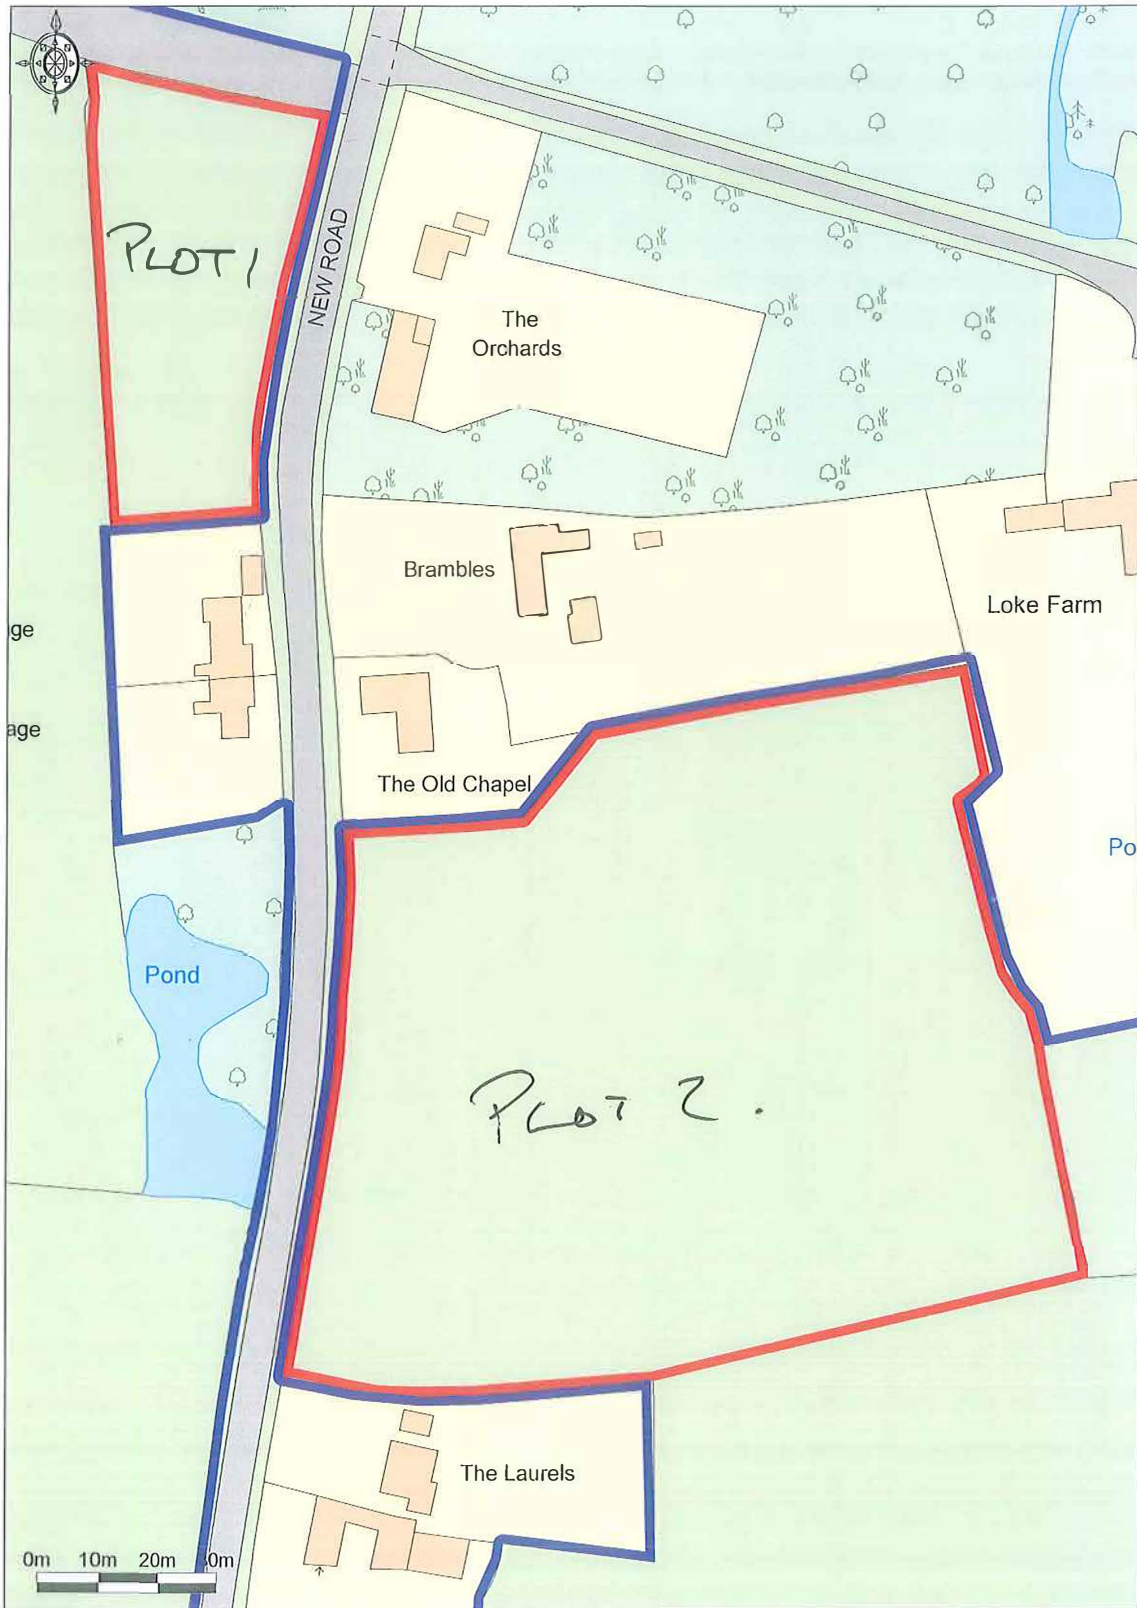 PLOT 1
NEW ROAD
The
Orchards
Brambles
Loke Farm
ge
age
The Old Chapel
Po
Pond
PLOT 2.
The Laurels
0m 10m 20m 0m